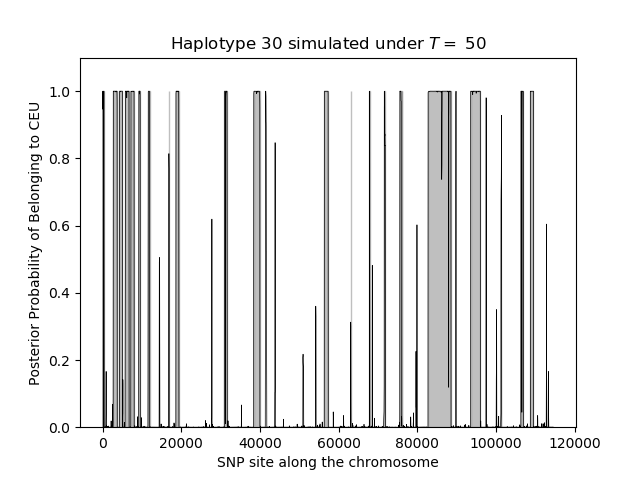 Haplotype 30 simulated under T = 50
Posterior Probability of Belonging to CEU
1.0
0.8
0.6
0.4
0.2
0.0
0 20000 40000 60000 80000 100000 120000
SNP site along the chromosome